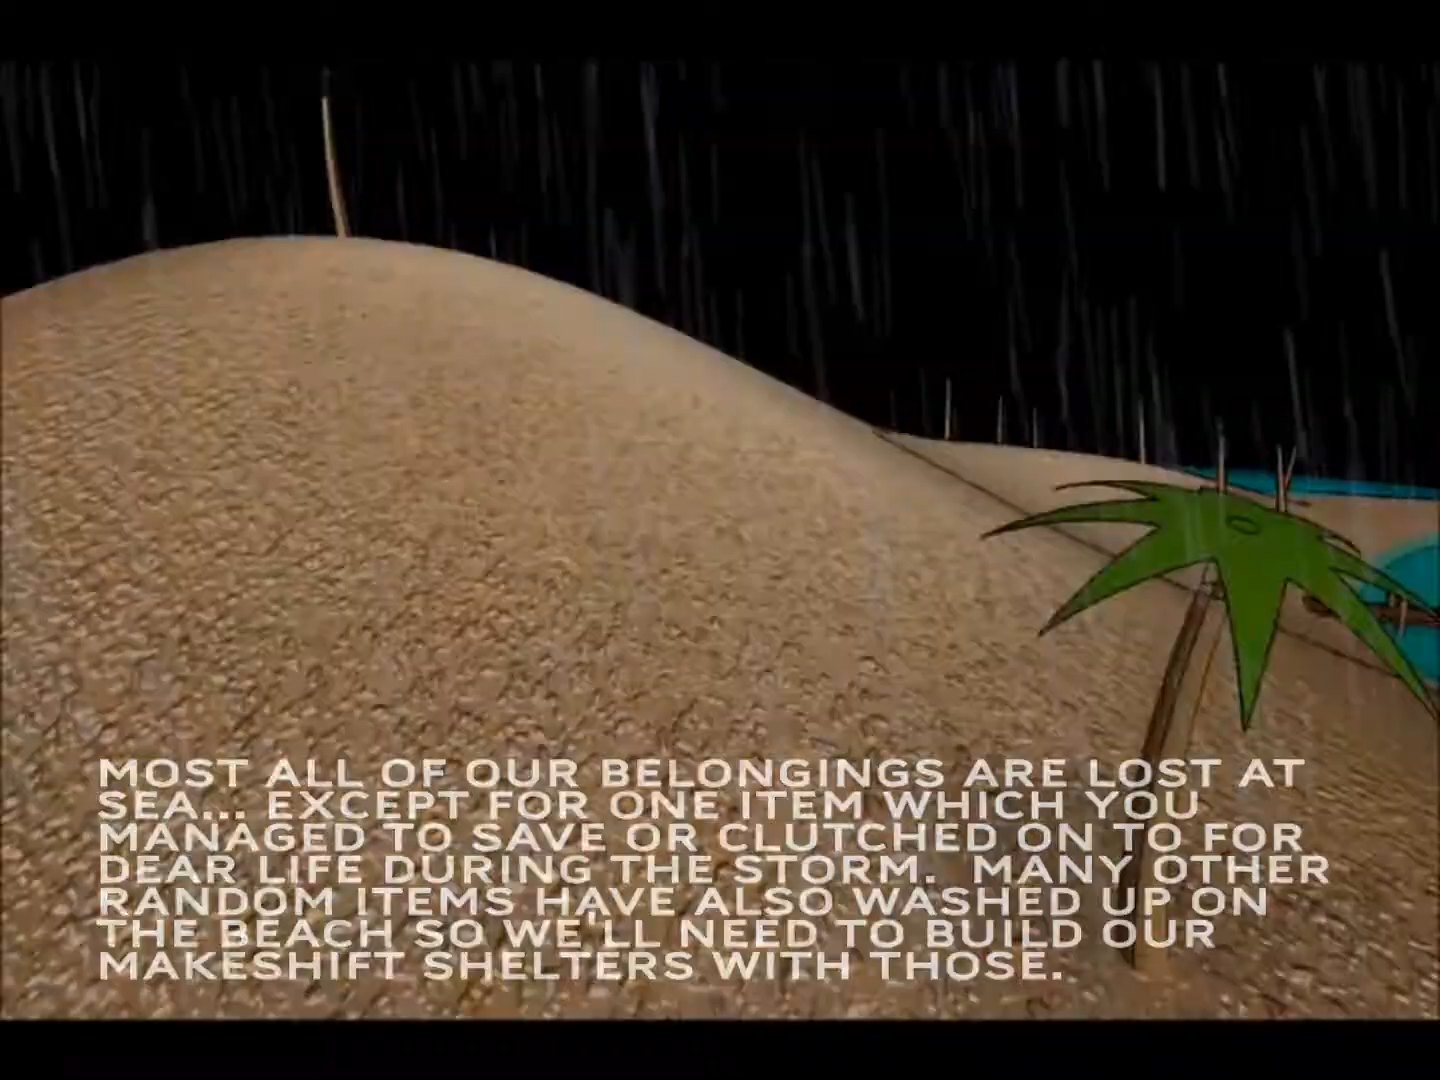 MOST ALL OF OUR BELONGINGS ARE LOST AT
SEA... EXCEPT FOR ONE ITEM WHICH YOU
MANAGED TO SAVE OR CLUTCHED ON TO FOR
DEAR LIFE DURING THE STORM.  MANY OTHER
RANDOM ITEMS HAVE ALSO WASHED UP ON
THE BEACH SO WE'LL NEED TO BUILD OUR
MAKESHIFT SHELTERS WITH THOSE.